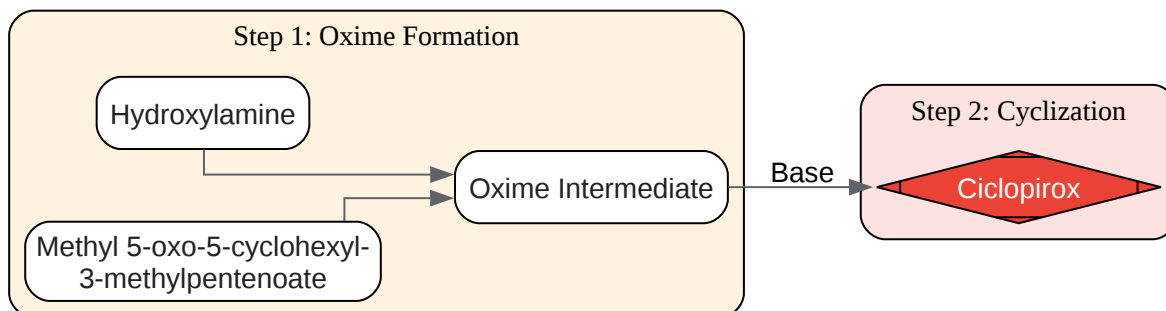 Step 1: Oxime Formation
Hydroxylamine
Methyl 5-oxo-5-cyclohexyl-
3-methylpentenoate
Oxime Intermediate
Base
Step 2: Cyclization
Ciclopirox